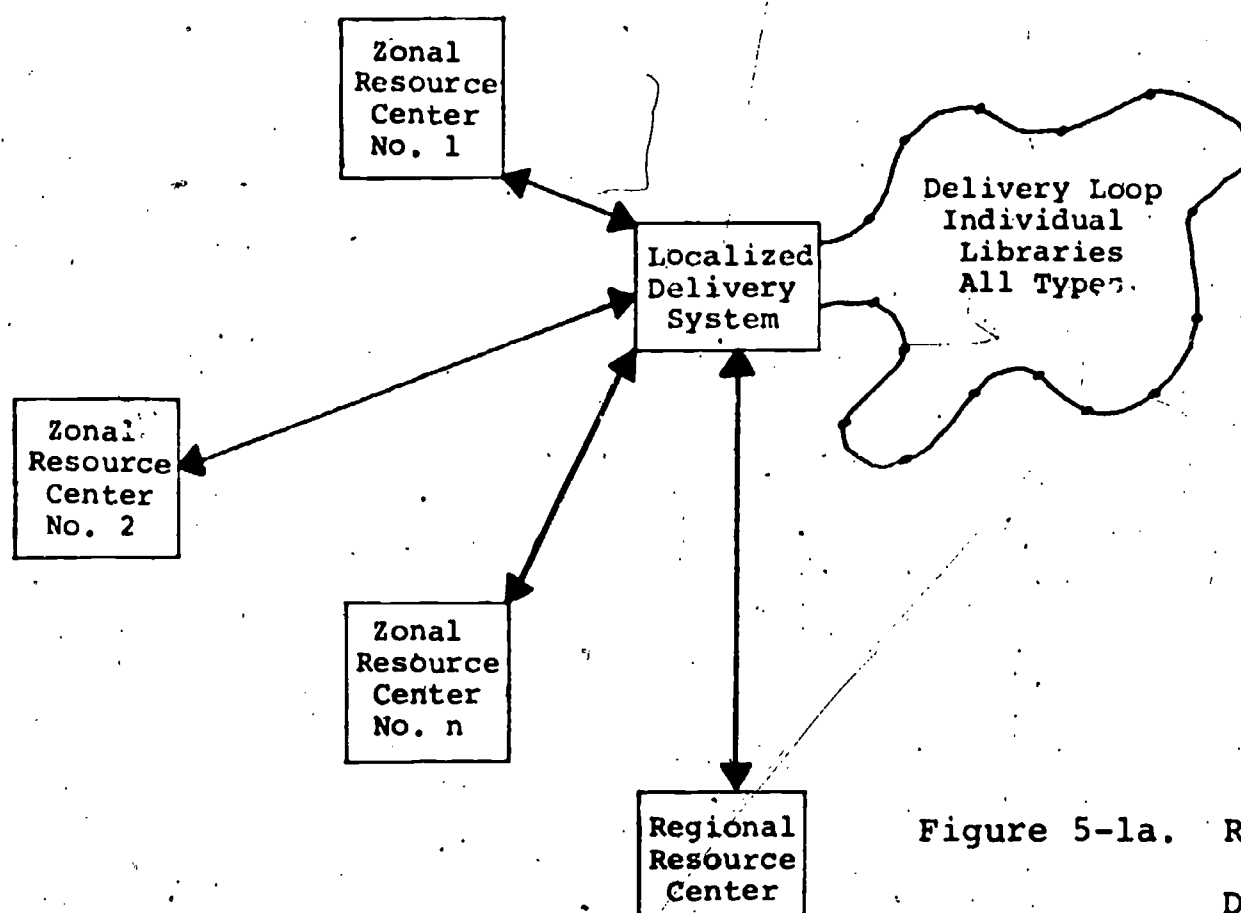 Zonal
Resource
Center
No. 1
Localized
Delivery
System
Delivery Loop
Individual
Libraries
All Types
Zonal
Resource
Center
No. 2
Zonal
Resource
Center
No. n
Regional
Resource
Center
Figure 5-1a. R
D